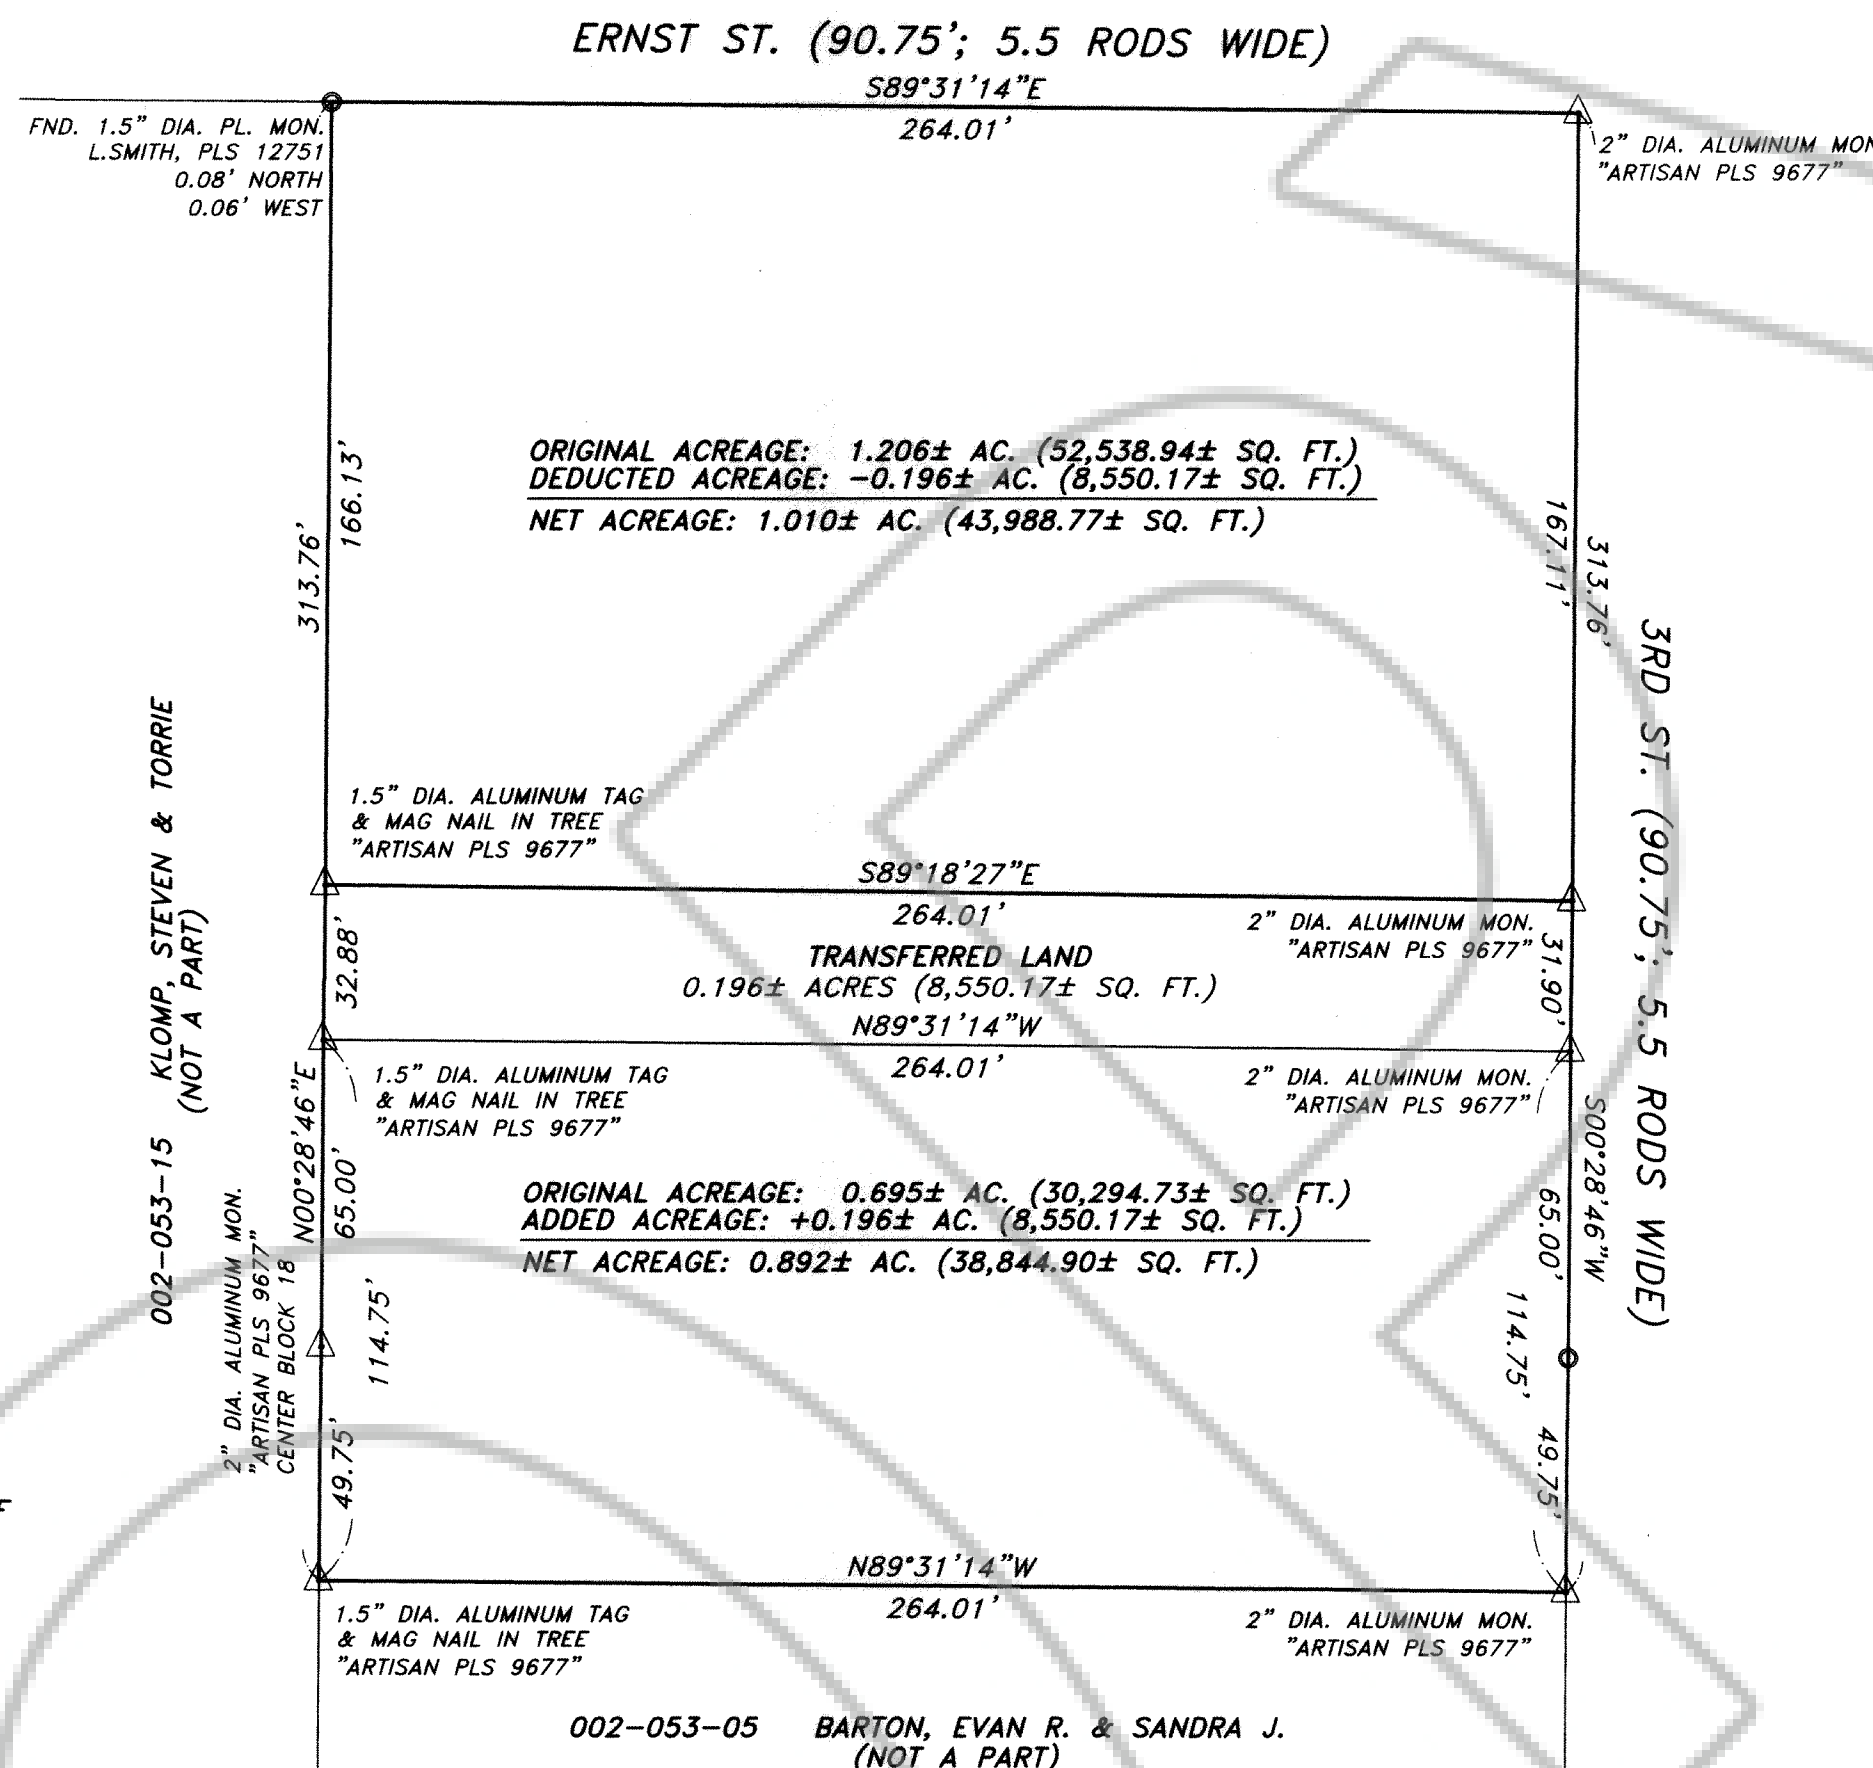 ERNST ST. (90.75'; 5.5 RODS WIDE)
S89°31'14"E
264.01'
FND. 1.5" DIA. PL. MON.
L.SMITH, PLS 12751
0.08' NORTH
0.06' WEST
2" DIA. ALUMINUM MON
"ARTISAN PLS 9677"
ORIGINAL ACREAGE: 1.206± AC. (52,538.94± SQ. FT.)
DEDUCTED ACREAGE: -0.196± AC. (8,550.17± SQ. FT.)
NET ACREAGE: 1.010± AC. (43,988.77± SQ. FT.)
313.76'
166.13'
167.11'
313.76'
3RD ST. (90.75'; 5.5 RODS WIDE)
002-053-15 KLOMP, STEVEN & TORRIE
(NOT A PART)
1.5" DIA. ALUMINUM TAG
& MAG NAIL IN TREE
"ARTISAN PLS 9677"
S89°18'27"E
264.01'
2" DIA. ALUMINUM MON.
"ARTISAN PLS 9677"
32.88'
31.90'
TRANSFERRED LAND
0.196± ACRES (8,550.17± SQ. FT.)
N89°31'14"W
264.01'
1.5" DIA. ALUMINUM TAG
& MAG NAIL IN TREE
"ARTISAN PLS 9677"
2" DIA. ALUMINUM MON.
"ARTISAN PLS 9677"
N00°28'46"E
65.00'
S00°28'46"W
65.00'
ORIGINAL ACREAGE: 0.695± AC. (30,294.73± SQ. FT.)
ADDED ACREAGE: +0.196± AC. (8,550.17± SQ. FT.)
NET ACREAGE: 0.892± AC. (38,844.90± SQ. FT.)
2" DIA. ALUMINUM MON.
"ARTISAN PLS 9677"
CENTER BLOCK 18
114.75'
114.75'
49.75'
49.75'
N89°31'14"W
264.01'
1.5" DIA. ALUMINUM TAG
& MAG NAIL IN TREE
"ARTISAN PLS 9677"
2" DIA. ALUMINUM MON.
"ARTISAN PLS 9677"
002-053-05 BARTON, EVAN R. & SANDRA J.
(NOT A PART)